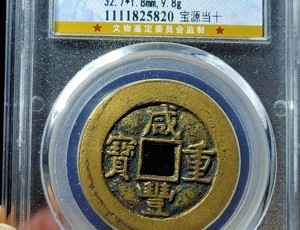 32.7*1.8mm, 9.8g
1111825820 宝源当十
★文物鉴定委员会监制★
咸
寶 重
豐